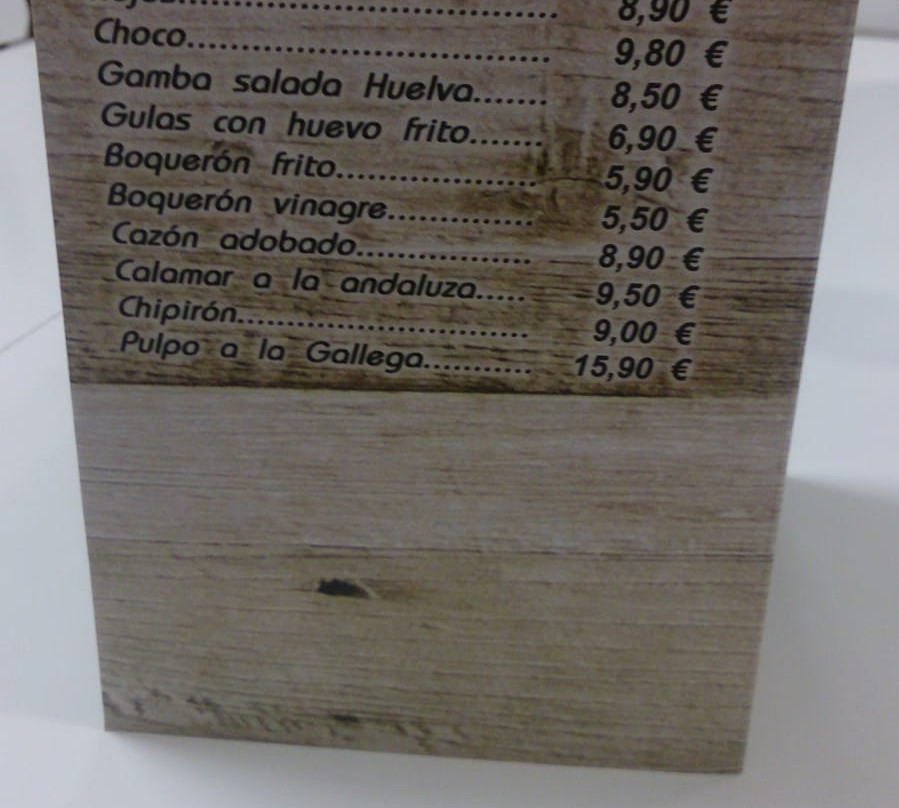 8,90 €
Choco.................................... 9,80 €
Gamba salada Huelva....... 8,50 €
Gulas con huevo frito....... 6,90 €
Boquerón frito..................... 5,90 €
Boquerón vinagre............... 5,50 €
Cazón adobado.................. 8,90 €
Calamar a la andaluza..... 9,50 €
Chipirón.............................. 9,00 €
Pulpo a la Gallega........... 15,90 €